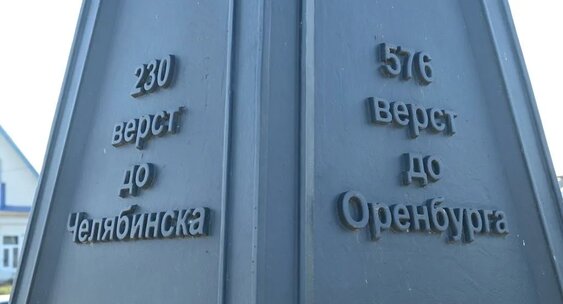 230
верст
до
Челябинска
576
верст
до
Оренбурга